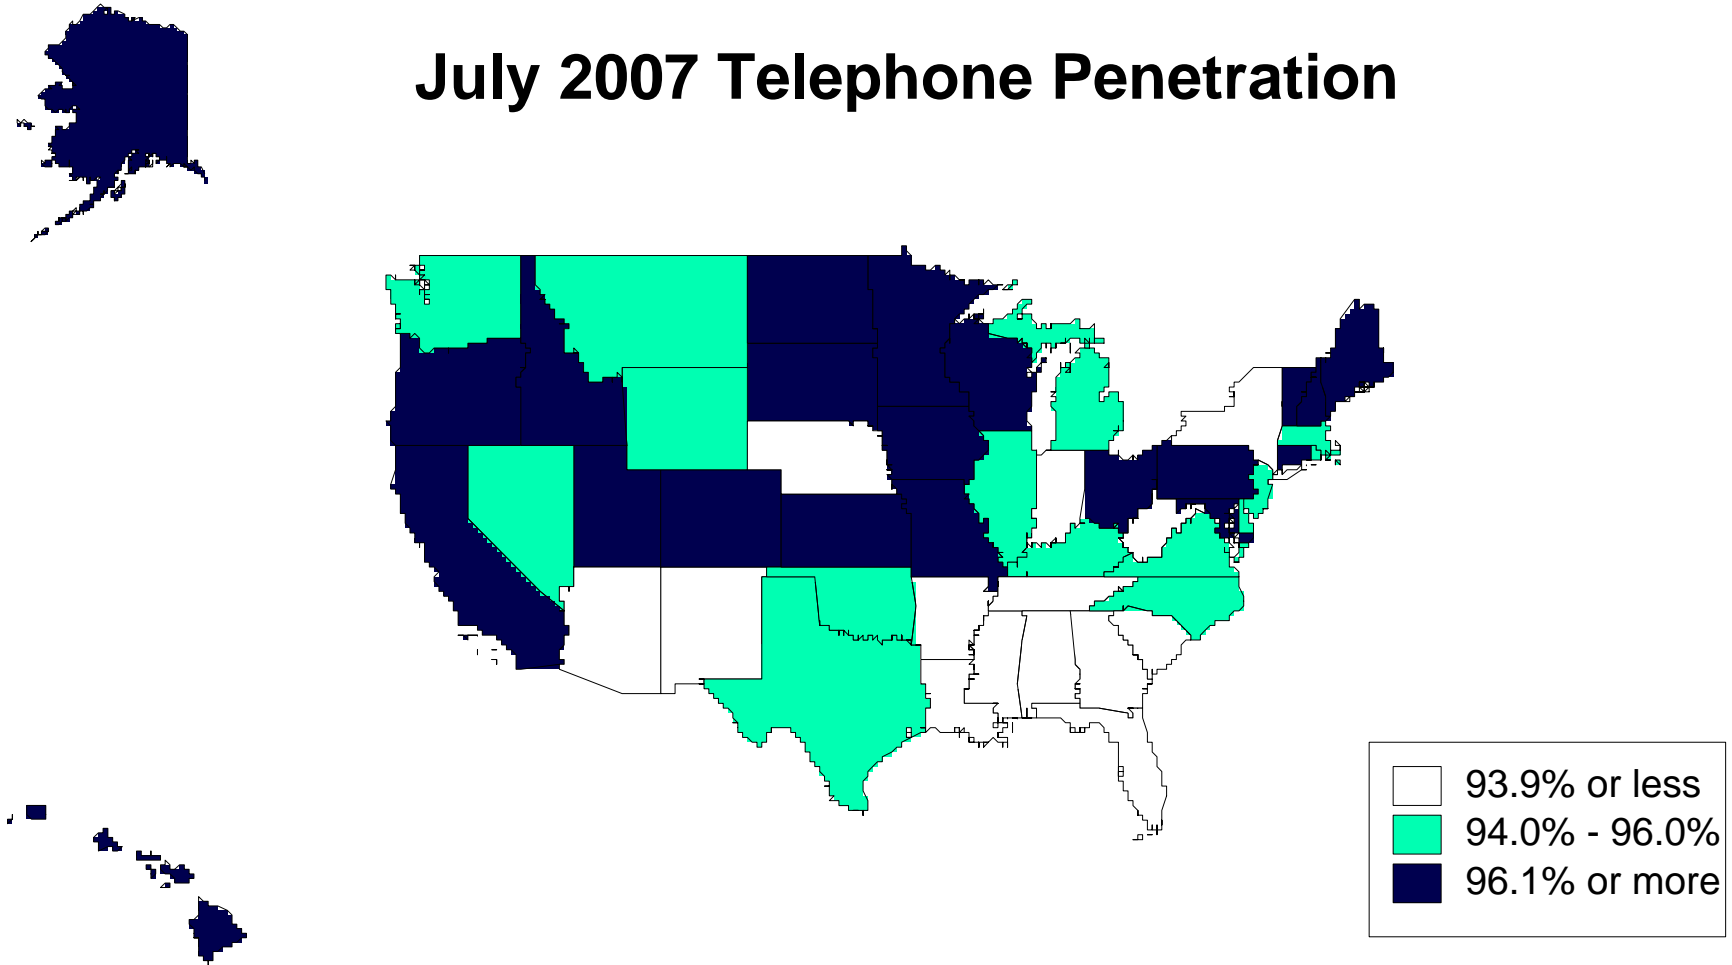 July 2007 Telephone Penetration
93.9% or less
94.0% - 96.0%
96.1% or more